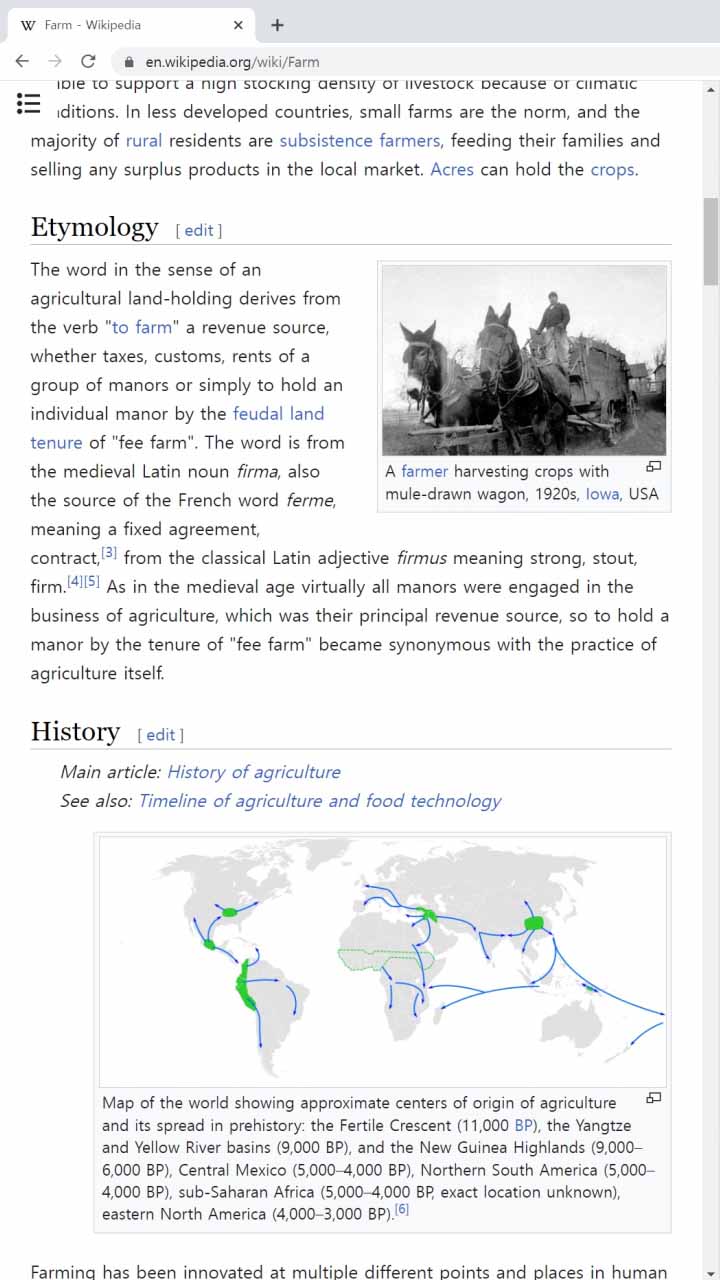 Farm - Wikipedia
en.wikipedia.org/wiki/Farm
to support a high stocking density of livestock because of climatic
In less developed countries, small farms are the norm, and the
majority of rural residents are subsistence farmers, feeding their families and
selling any surplus products in the local market. Acres can hold the crops.
Etymology [ edit ]
The word in the sense of an
agricultural land-holding derives from
the verb "to farm" a revenue source,
whether taxes, customs, rents of a
group of manors or simply to hold an
individual manor by the feudal land
tenure of "fee farm". The word is from
the medieval Latin noun firma, also
the source of the French word ferme,
meaning a fixed agreement,
contract,[3] from the classical Latin adjective firmus meaning strong, stout,
firm.[4][5] As in the medieval age virtually all manors were engaged in the
business of agriculture, which was their principal revenue source, so to hold a
manor by the tenure of "fee farm" became synonymous with the practice of
agriculture itself.
A farmer harvesting crops with
mule-drawn wagon, 1920s, Iowa, USA
History [ edit ]
Main article: History of agriculture
See also: Timeline of agriculture and food technology
Map of the world showing approximate centers of origin of agriculture
and its spread in prehistory: the Fertile Crescent (11,000 BP), the Yangtze
and Yellow River basins (9,000 BP), and the New Guinea Highlands (9,000–
6,000 BP), Central Mexico (5,000–4,000 BP), Northern South America (5,000–
4,000 BP), sub-Saharan Africa (5,000–4,000 BP, exact location unknown),
eastern North America (4,000–3,000 BP).[6]
Farming has been innovated at multiple different points and places in human